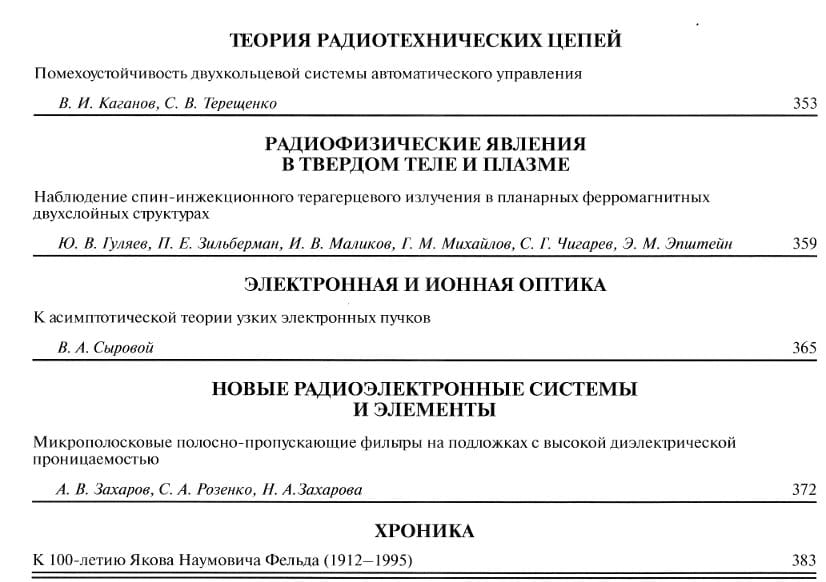 ТЕОРИЯ РАДИОТЕХНИЧЕСКИХ ЦЕПЕЙ
Помехоустойчивость двухкольцевой системы автоматического управления
В. И. Каганов, С. В. Терещенко 353
РАДИОФИЗИЧЕСКИЕ ЯВЛЕНИЯ
В ТВЕРДОМ ТЕЛЕ И ПЛАЗМЕ
Наблюдение спин-инжекционного терагерцевого излучения в планарных ферромагнитных
двухслойных структурах
Ю. В. Гуляев, П. Е. Зильберман, И. В. Маликов, Г. М. Михайлов, С. Г. Чигарев, Э. М. Эпштейн 359
ЭЛЕКТРОННАЯ И ИОННАЯ ОПТИКА
К асимптотической теории узких электронных пучков
В. А. Сыровой 365
НОВЫЕ РАДИОЭЛЕКТРОННЫЕ СИСТЕМЫ
И ЭЛЕМЕНТЫ
Микрополосковые полосно-пропускающие фильтры на подложках с высокой диэлектрической
проницаемостью
А. В. Захаров, С. А. Розенко, Н. А.Захарова 372
ХРОНИКА
К 100-летию Якова Наумовича Фельда (1912–1995) 383